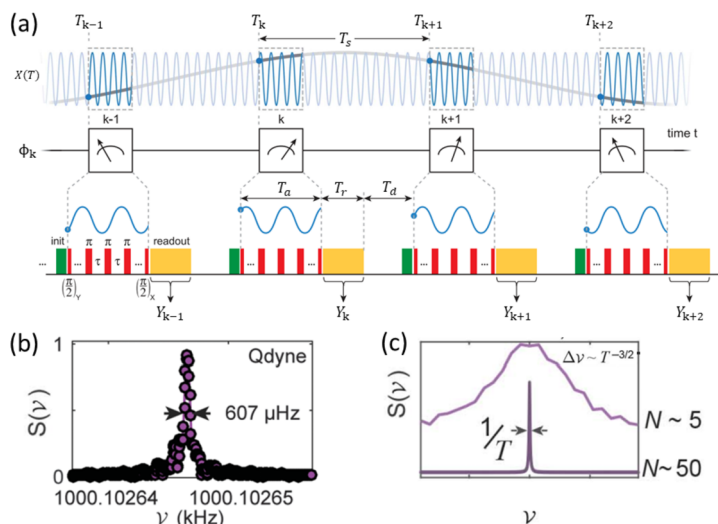 (a)
T_{k-1} T_k T_{k+1} T_{k+2}
T_s
X(T)
k-1 k k+1 k+2
time t
ϕ_k
T_a T_r T_d
init π π π readout
... ... τ τ ... ... ... ... ... ... ... ... ...
(π/2)_Y (π/2)_X
Y_{k-1} Y_k Y_{k+1} Y_{k+2}
(b)
1
Qdyne
S(ν)
607 μHz
0
1000.10264 1000.10265
ν (kHz)
(c)
Δν ~ T^{-3/2}
S(ν)
1/T
N ~ 5
N~50
ν